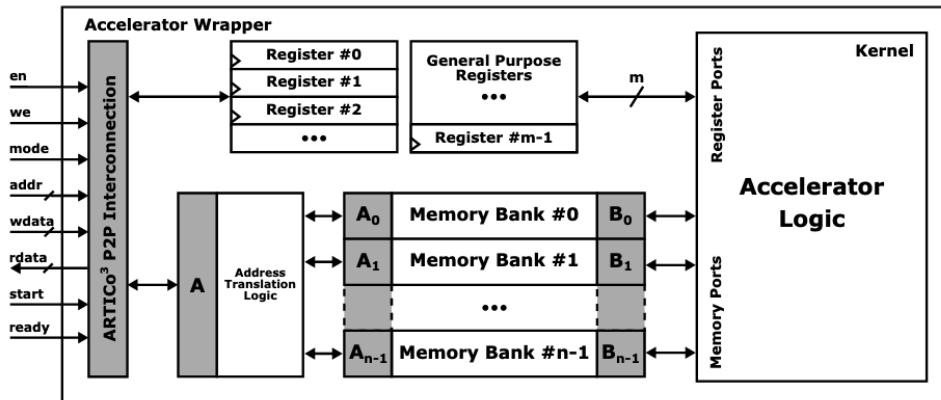 Accelerator Wrapper
en
we
mode
addr
wdata
rdata
start
ready
ARTICo³ P2P Interconnection
Register #0
Register #1
Register #2
•••
General Purpose
Registers
•••
Register #m-1
m
A
Address
Translation
Logic
A₀ Memory Bank #0 B₀
A₁ Memory Bank #1 B₁
•••
Aₙ₋₁ Memory Bank #n-1 Bₙ₋₁
Kernel
Register Ports
Accelerator
Logic
Memory Ports